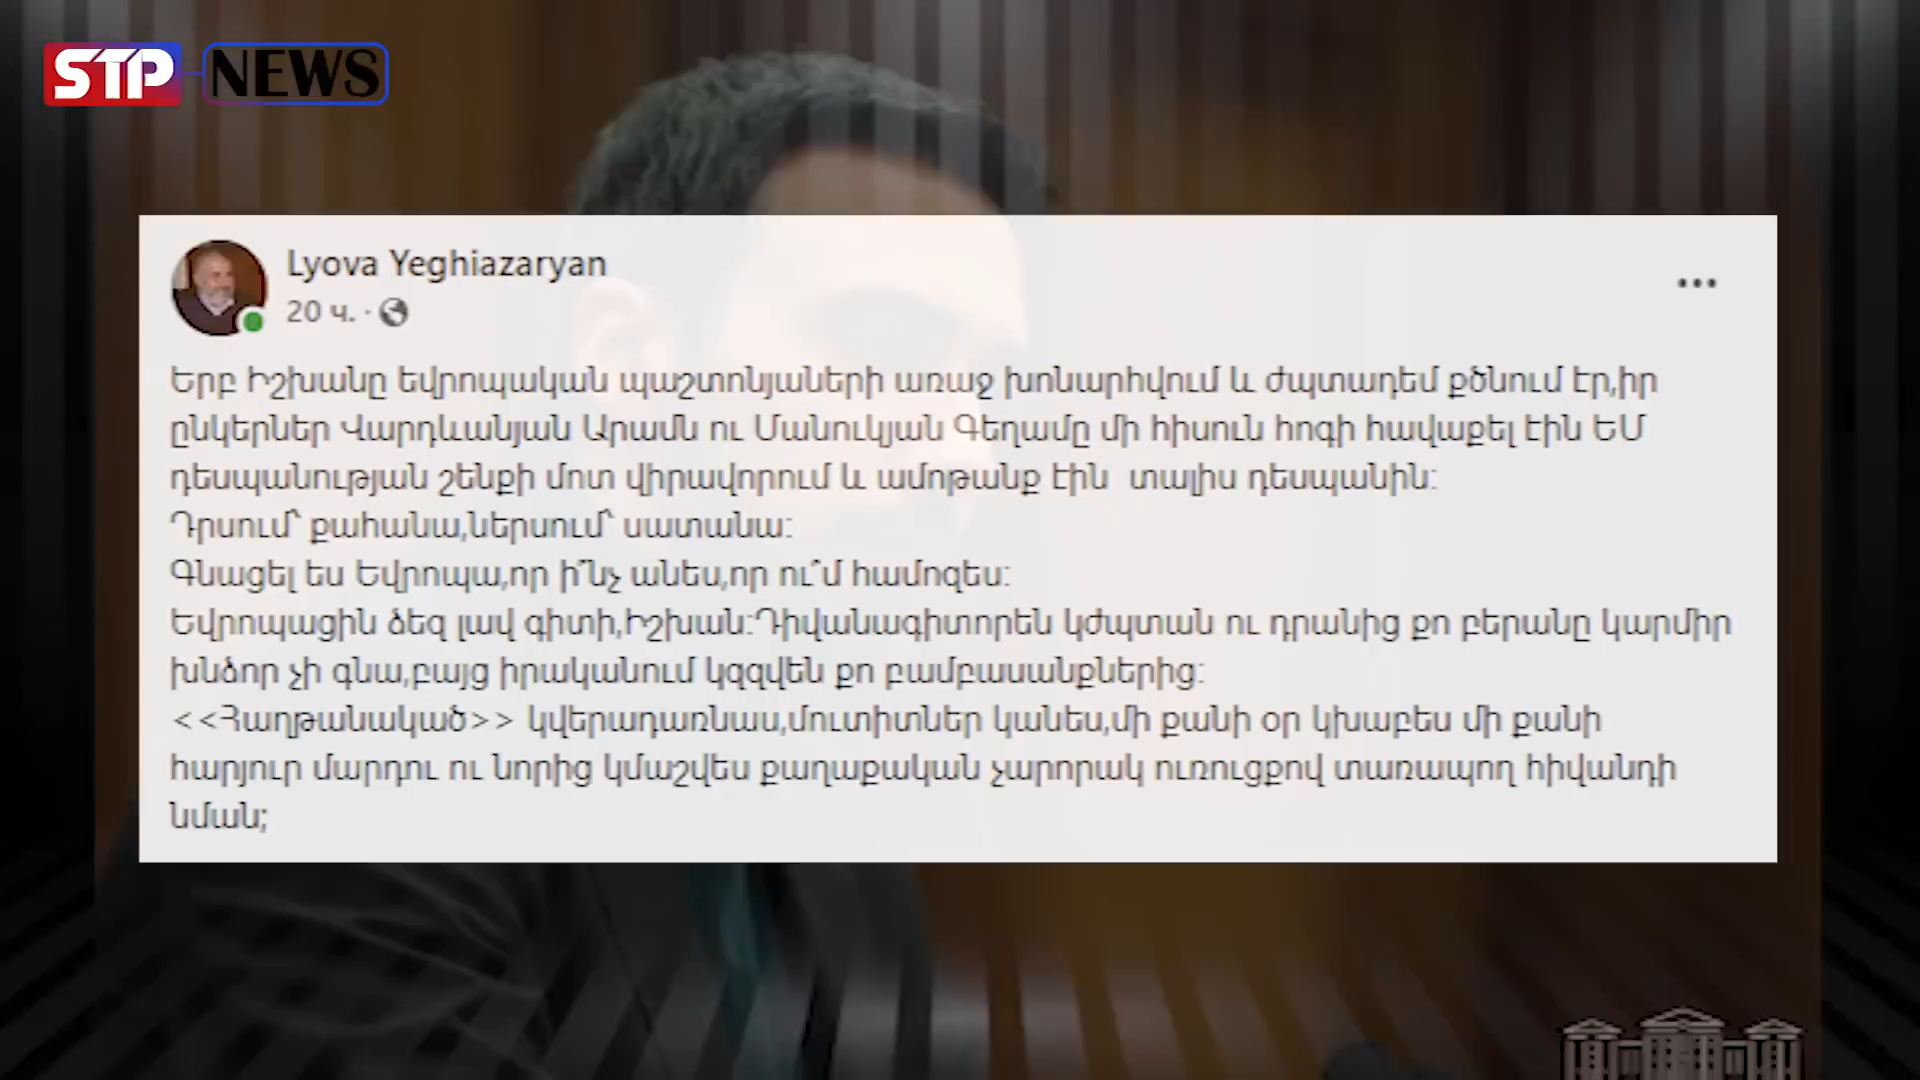 STP NEWS
Lyova Yeghiazaryan
20 ч.
Երբ Իշխանը եվրոպական պաշտոնյաների առաջ խոնարհվում և ժպտադեմ քծնում էր,իր
ընկերներ Վարդևանյան Արամն ու Մանուկյան Գեղամը մի հիսուն հոգի հավաքել էին ԵՄ
դեսպանության շենքի մոտ վիրավորում և ամոթանք էին  տալիս դեսպանին։
Դրսում՝ քահանա,ներսում՝ սատանա։
Գնացել ես Եվրոպա,որ ի՞նչ անես,որ ու՞մ համոզես։
Եվրոպացին ձեզ լավ գիտի,Իշխան։Դիվանագիտորեն կժպտան ու դրանից քո բերանը կարմիր
խնձոր չի գնա,բայց իրականում կզզվեն քո բամբասանքներից։
<<Հաղթանակած>> կվերադառնաս,մուտիտներ կանես,մի քանի օր կխաբես մի քանի
հարյուր մարդու ու նորից կմաշվես քաղաքական չարորակ ուռուցքով տառապող հիվանդի
նման;